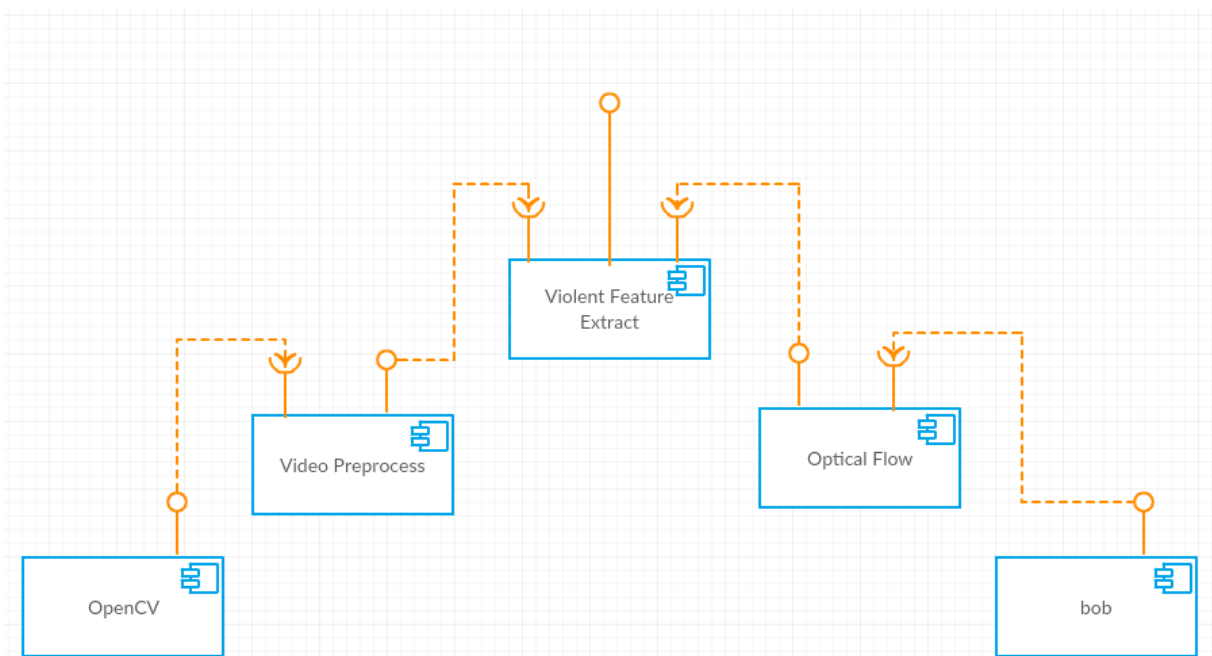 Violent Feature
Extract
Video Preprocess
Optical Flow
OpenCV
bob